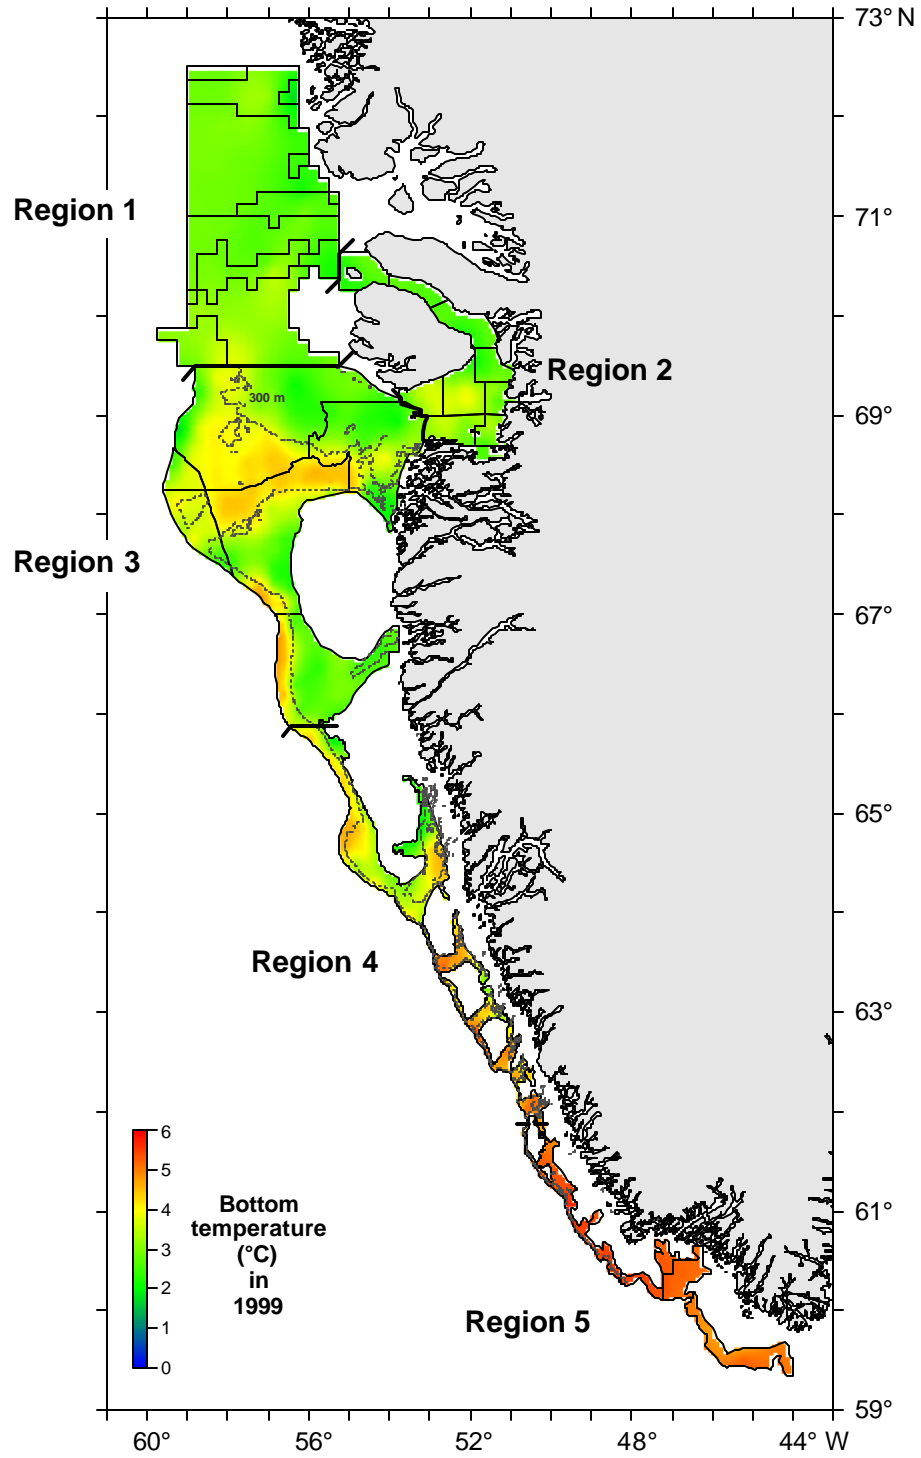 73° N
Region 1
71°
Region 2
300 m
69°
Region 3
67°
65°
Region 4
63°
6
5
4
3
2
1
0
Bottom
temperature
(°C)
in
1999
61°
Region 5
59°
60°
56°
52°
48°
44° W